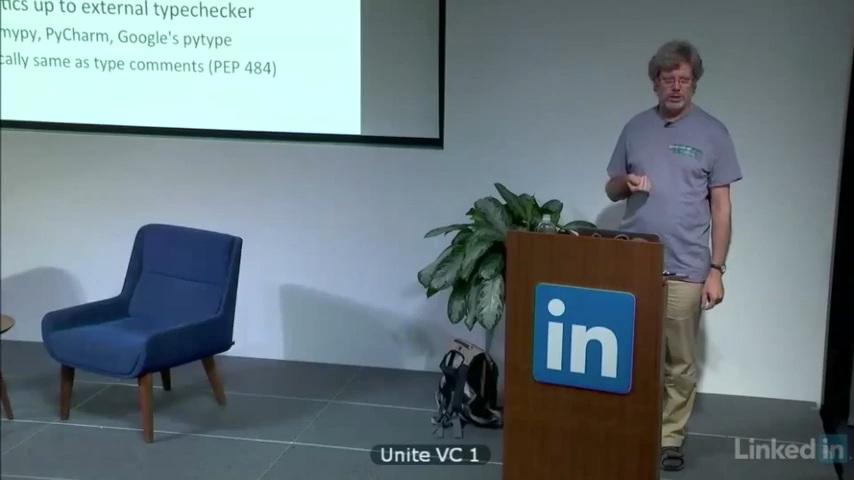 tics up to external typechecker
mypy, PyCharm, Google's pytype
cally same as type comments (PEP 484)
in
Unite VC 1
Linked in